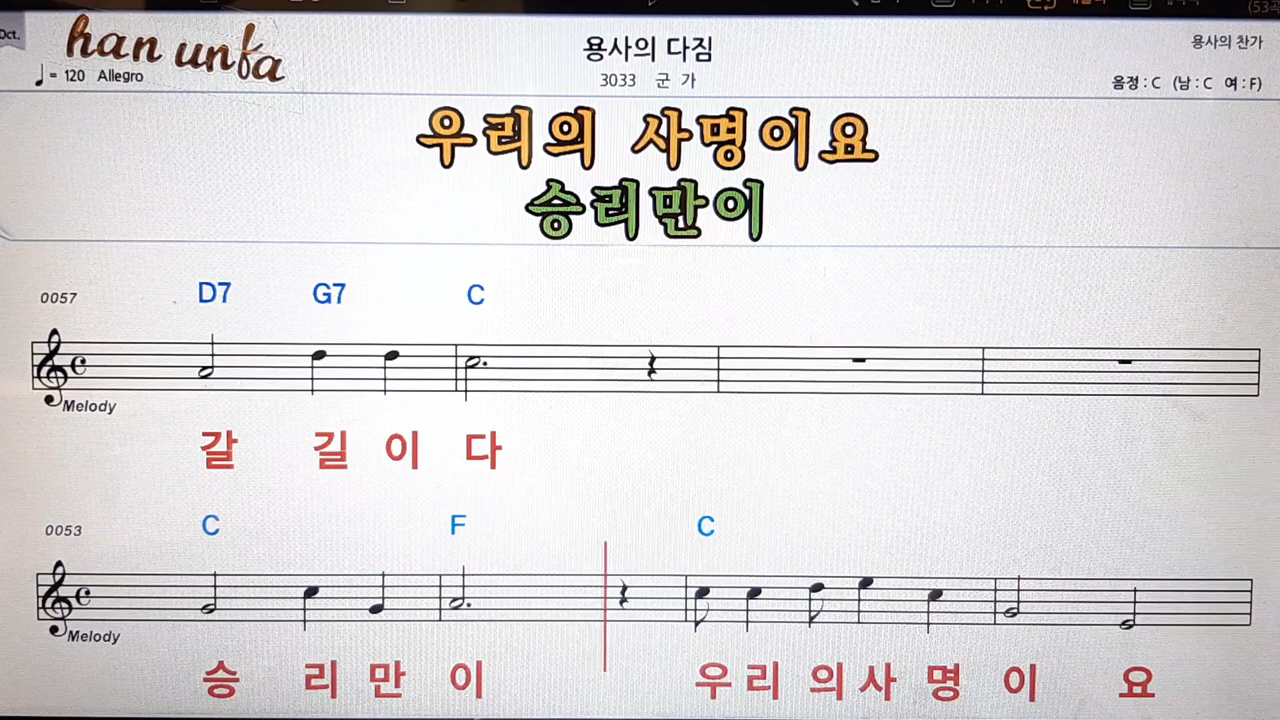 Oct.
han unfa
용사의 다짐
용사의 찬가
♩= 120 Allegro
3033 군 가
음정 : C (남 : C 여 : F)
우리의 사명이요
승리만이
0057 D7 G7 C
Melody
갈 길 이 다
0053 C F C
Melody
승 리 만 이 우 리 의 사 명 이 요